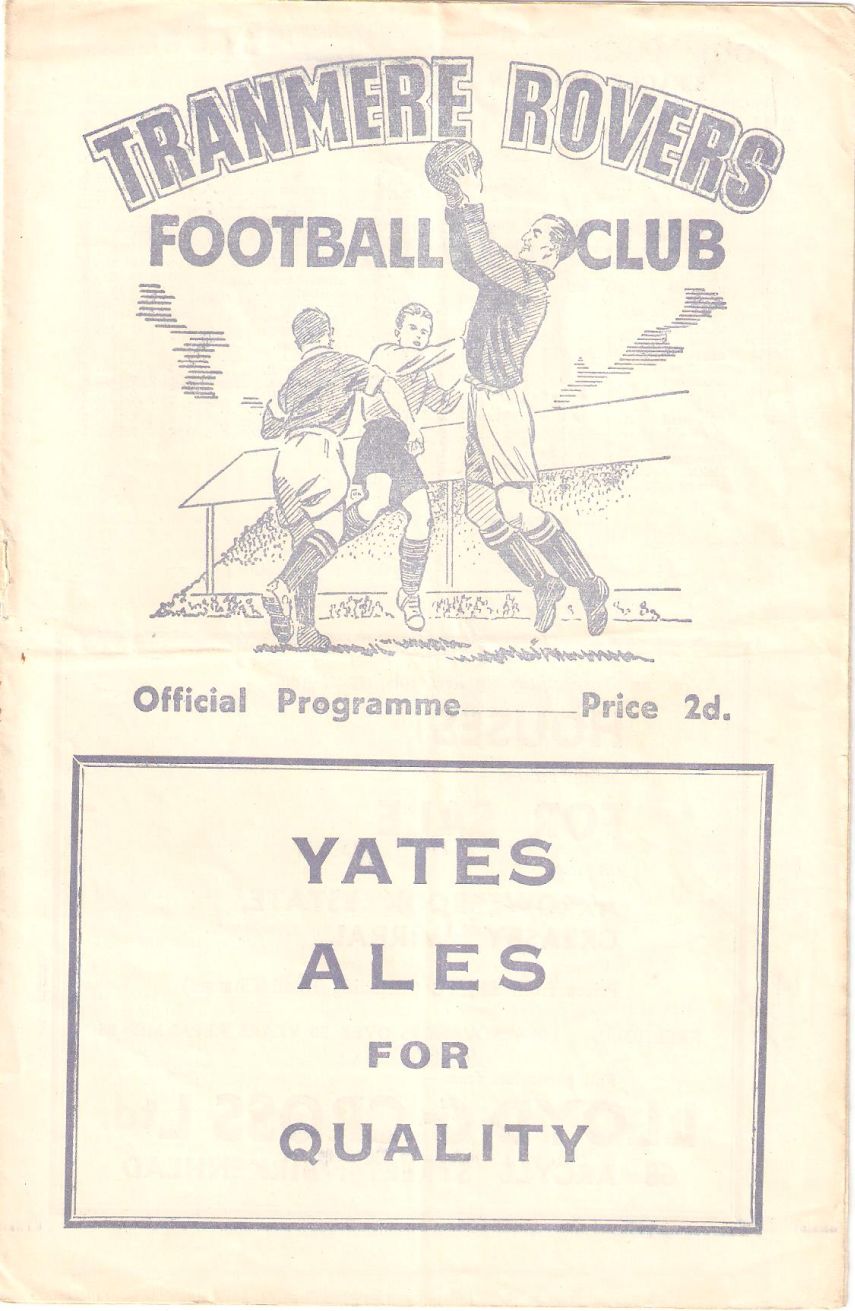 TRANMERE ROVERS
FOOTBALL CLUB
Official Programme Price 2d.
YATES
ALES
FOR
QUALITY